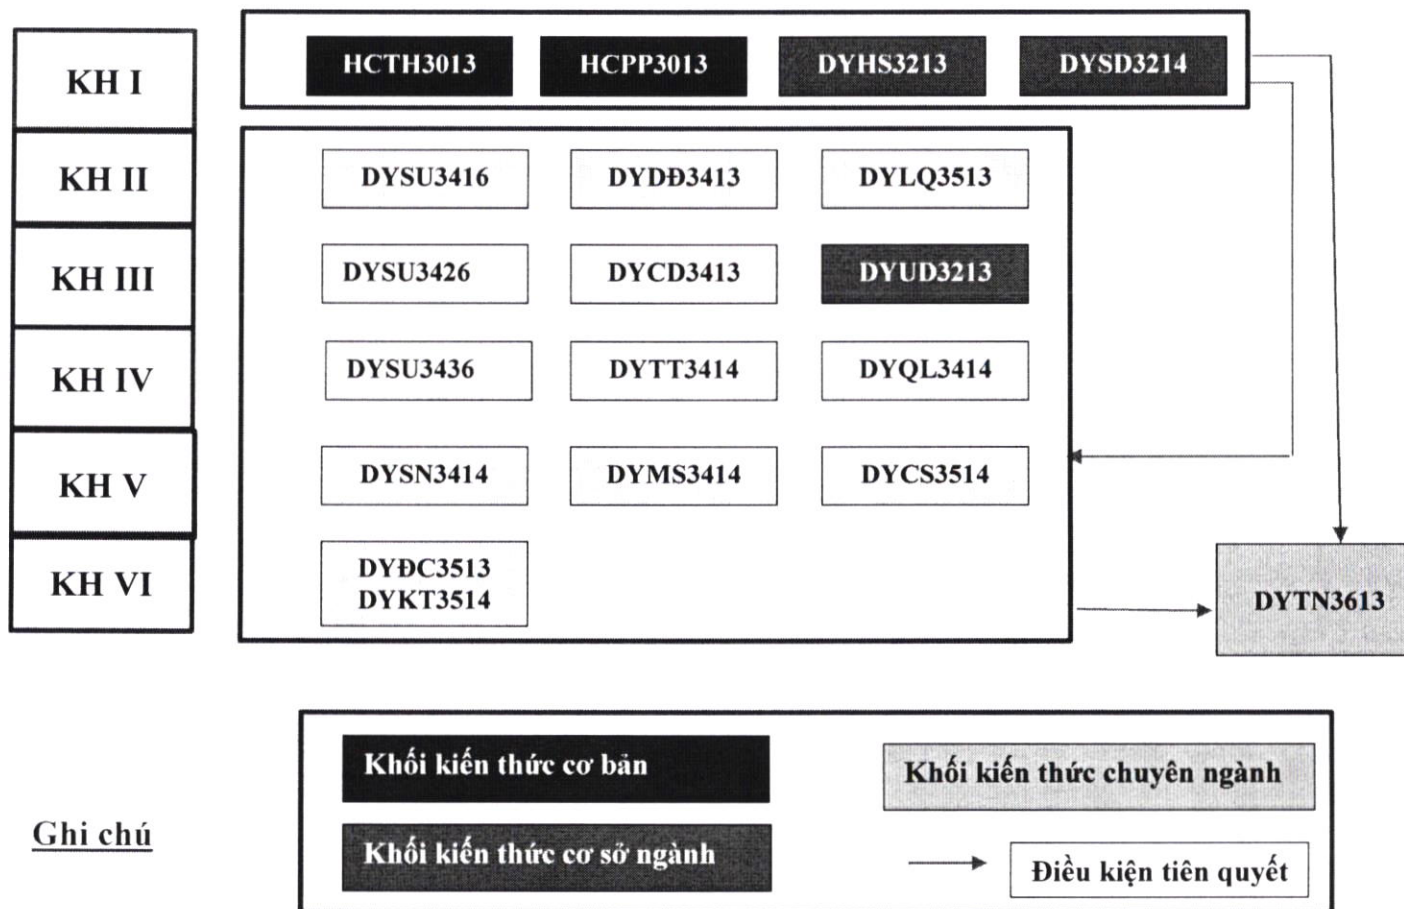 KH I
HCTH3013
HCPP3013
DYHS3213
DYSD3214
KH II
DYSU3416
DYDĐ3413
DYLQ3513
KH III
DYSU3426
DYCD3413
DYUD3213
KH IV
DYSU3436
DYTT3414
DYQL3414
KH V
DYSN3414
DYMS3414
DYCS3514
KH VI
DYĐC3513
DYKT3514
DYTN3613
Ghi chú
Khối kiến thức cơ bản
Khối kiến thức chuyên ngành
Khối kiến thức cơ sở ngành
Điều kiện tiên quyết